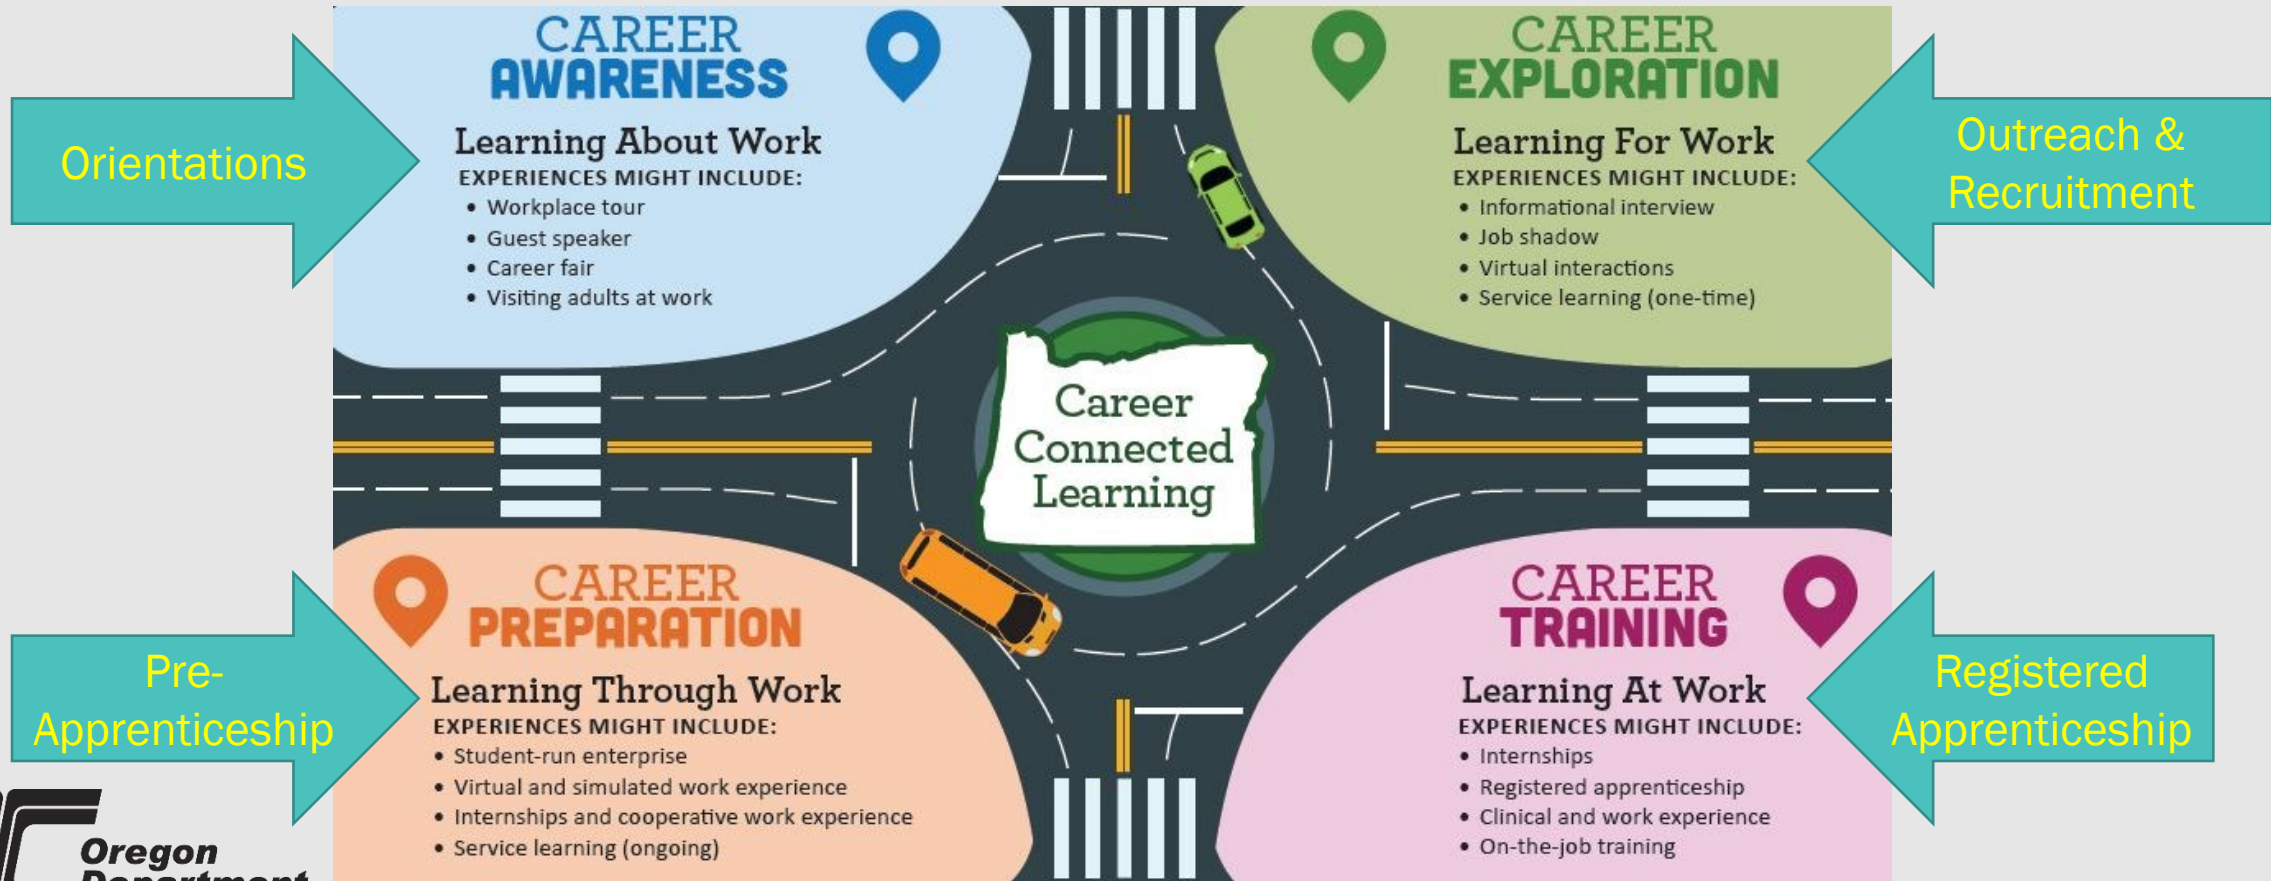 Orientations
CAREER
AWARENESS
Learning About Work
EXPERIENCES MIGHT INCLUDE:
• Workplace tour
• Guest speaker
• Career fair
• Visiting adults at work
CAREER
EXPLORATION
Learning For Work
EXPERIENCES MIGHT INCLUDE:
• Informational interview
• Job shadow
• Virtual interactions
• Service learning (one-time)
Outreach &
Recruitment
Career
Connected
Learning
Pre-
Apprenticeship
CAREER
PREPARATION
Learning Through Work
EXPERIENCES MIGHT INCLUDE:
• Student-run enterprise
• Virtual and simulated work experience
• Internships and cooperative work experience
• Service learning (ongoing)
CAREER
TRAINING
Learning At Work
EXPERIENCES MIGHT INCLUDE:
• Internships
• Registered apprenticeship
• Clinical and work experience
• On-the-job training
Registered
Apprenticeship
Oregon
Department